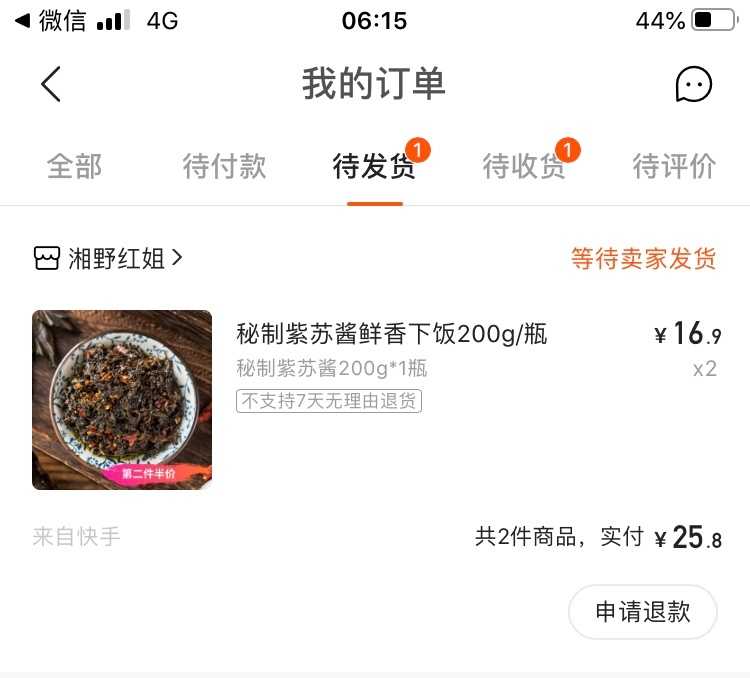 微信 4G 06:15 44%
我的订单
全部 待付款 待发货 1 待收货 1 待评价
湘野红姐 等待卖家发货
秘制紫苏酱鲜香下饭200g/瓶 ¥16.9
秘制紫苏酱200g*1瓶 x2
不支持7天无理由退货
第二件半价
来自快手 共2件商品，实付 ¥25.8
申请退款